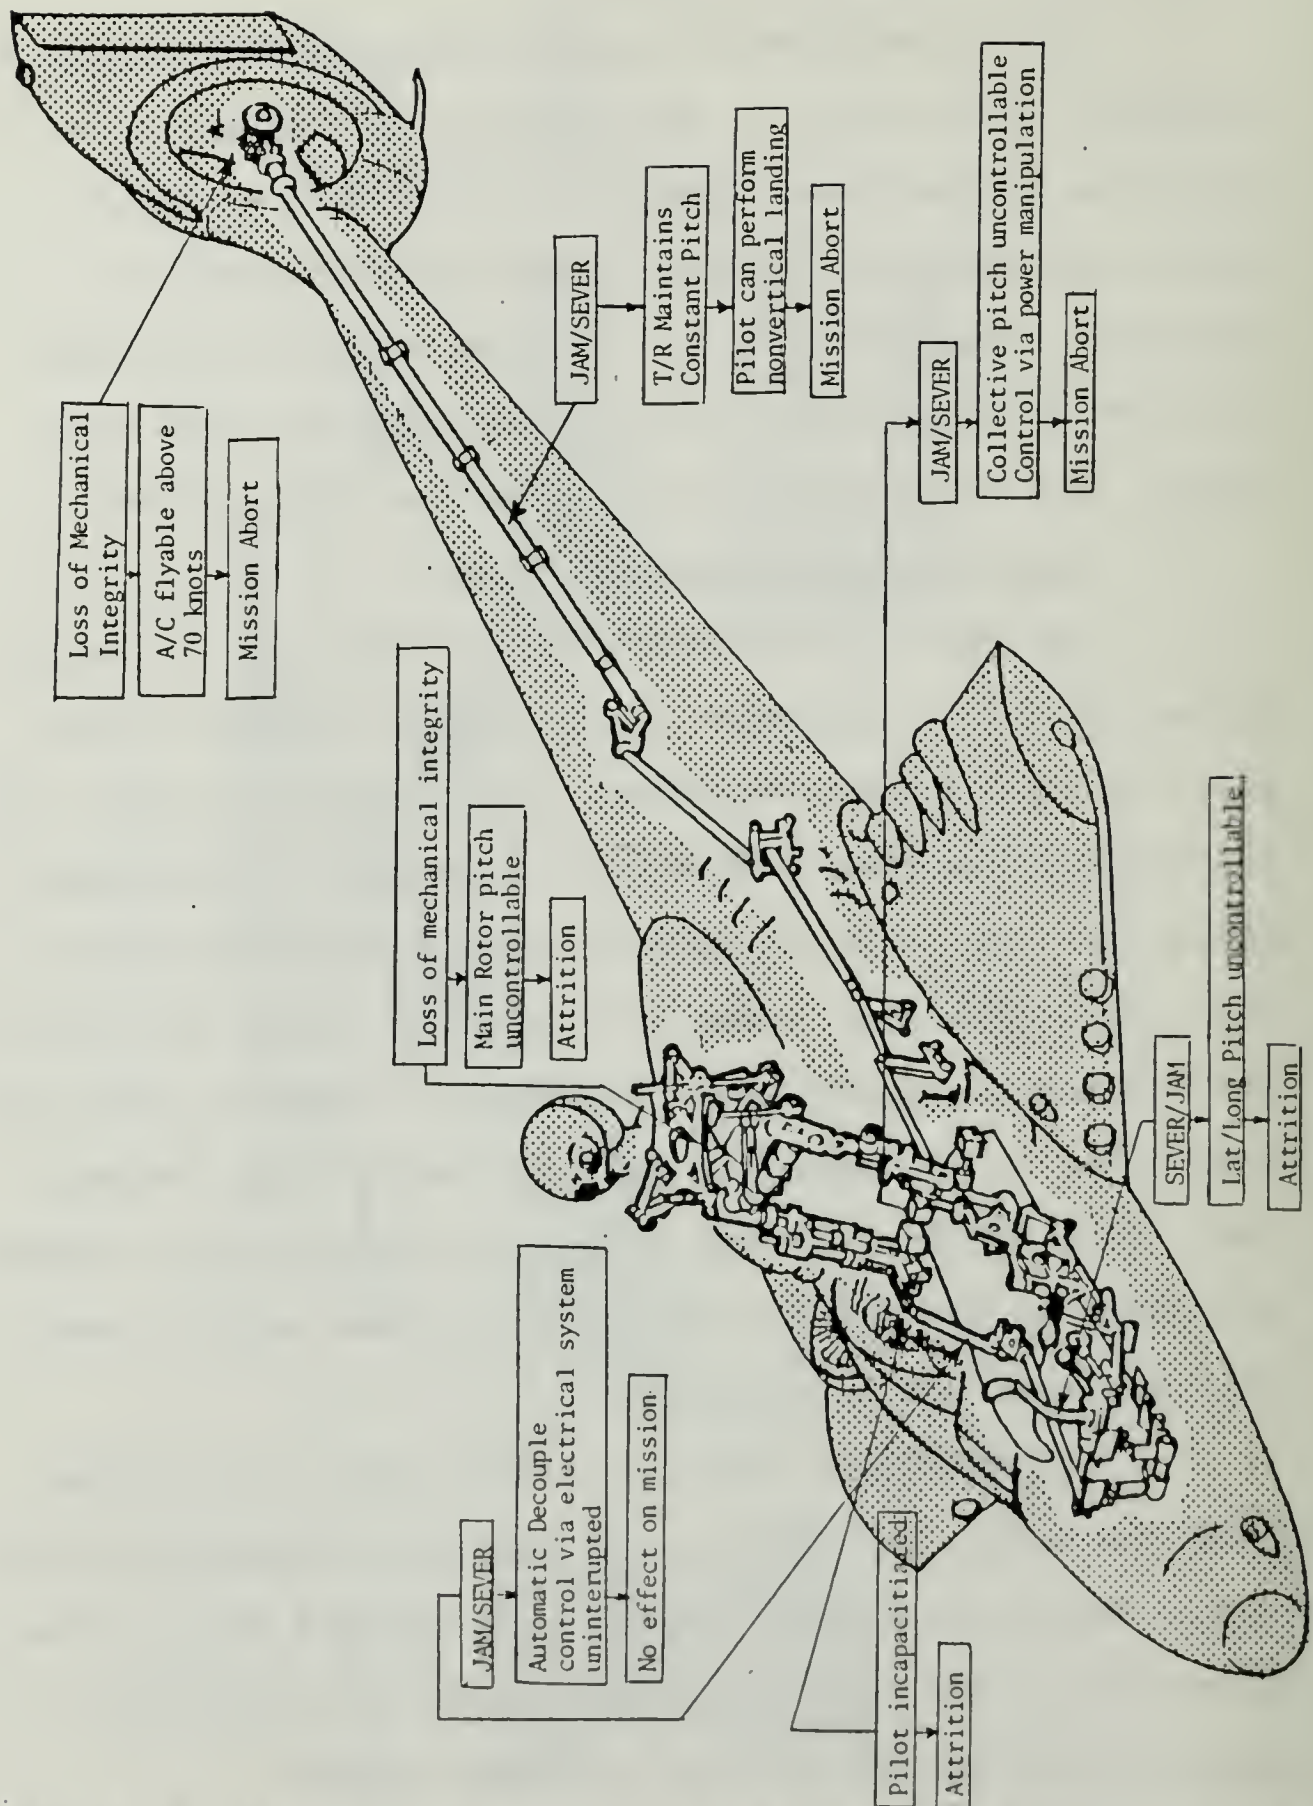 Loss of Mechanical
Integrity
A/C flyable above
70 knots
Mission Abort
Loss of mechanical integrity
Main Rotor pitch
uncontrollable
Attrition
JAM/SEVER
Automatic Decouple
control via electrical system
uninterupted
No effect on mission
Pilot incapacitiated
Attrition
JAM/SEVER
T/R Maintains
Constant Pitch
Pilot can perform
nonvertical landing
Mission Abort
JAM/SEVER
Collective pitch uncontrollable
Control via power manipulation
Mission Abort
SEVER/JAM
Lat/Long Pitch uncontrollable
Attrition